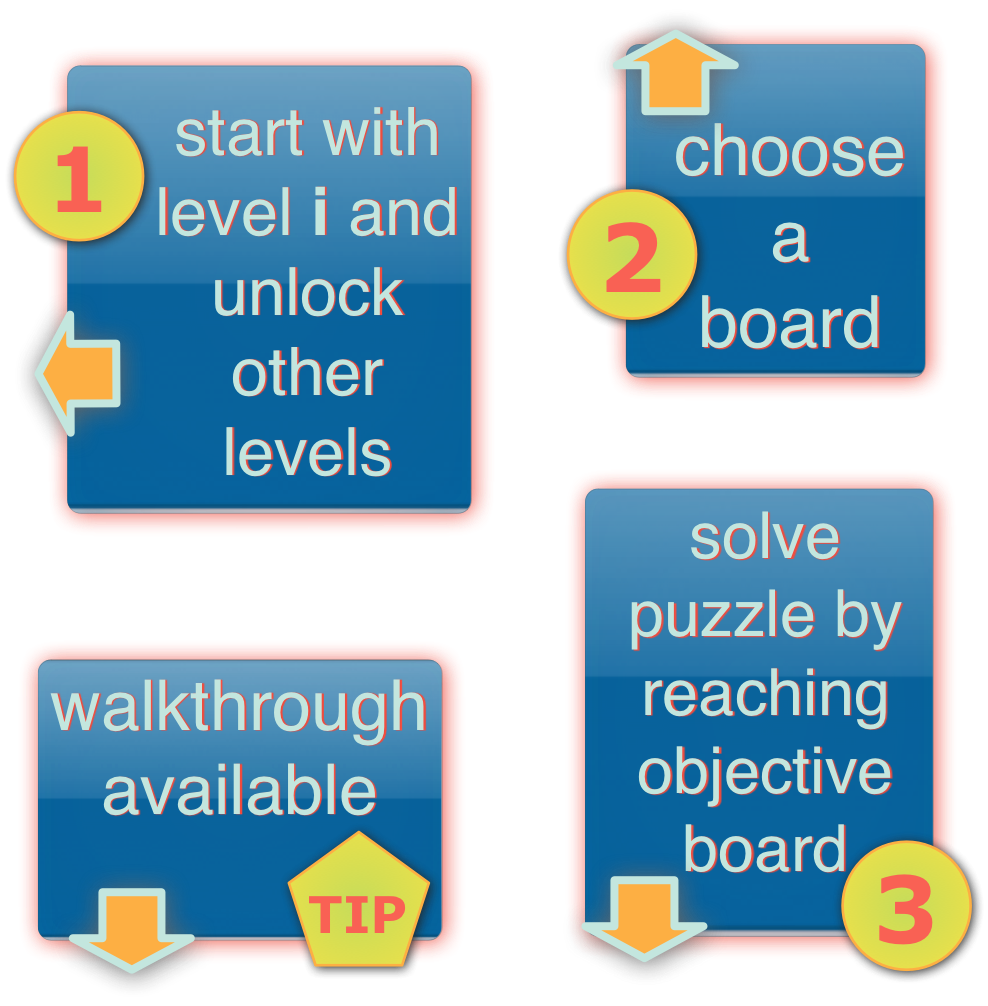 1
start with
level i and
unlock
other
levels
2
choose
a
board
3
solve
puzzle by
reaching
objective
board
walkthrough
available
TIP